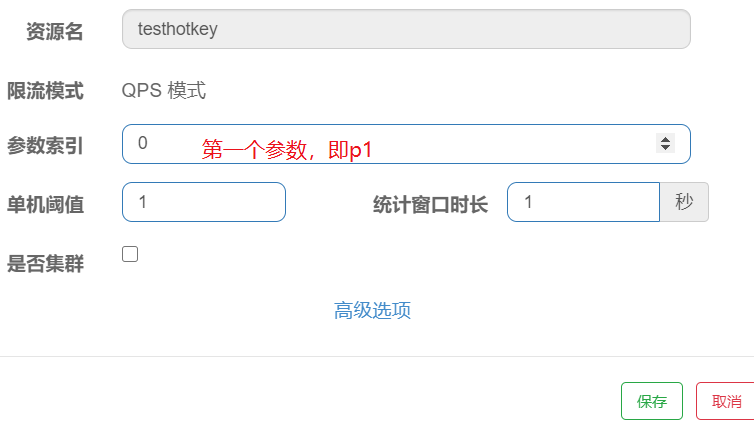 资源名 testhotkey
限流模式 QPS 模式
参数索引 0 第一个参数，即p1
单机阈值 1 统计窗口时长 1 秒
是否集群
高级选项
保存 取消